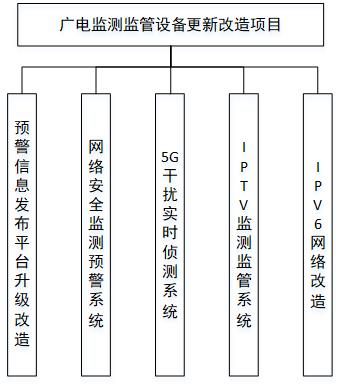 广电监测监管设备更新改造项目
预警信息发布平台升级改造
网络安全监测预警系统
5G干扰实时侦测系统
IPTV监测监管系统
IPV6网络改造